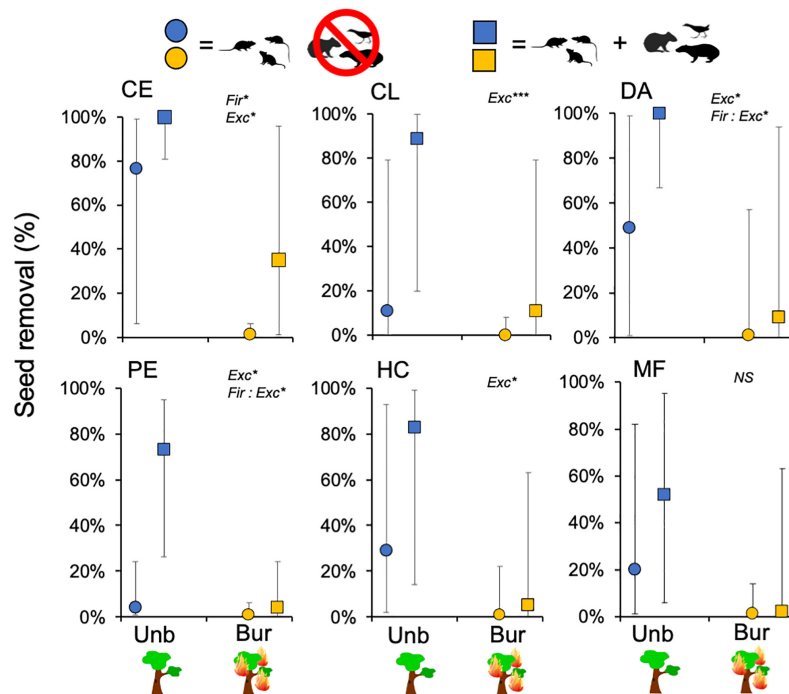 = +
=
CE Fir*
Exc*
CL Exc***
DA Exc*
Fir : Exc*
100%
80%
60%
40%
20%
0%
100%
80%
60%
40%
20%
0%
100%
80%
60%
40%
20%
0%
Seed removal (%)
PE Exc*
Fir : Exc*
HC Exc*
MF NS
100%
80%
60%
40%
20%
0%
100%
80%
60%
40%
20%
0%
100%
80%
60%
40%
20%
0%
Unb Bur
Unb Bur
Unb Bur